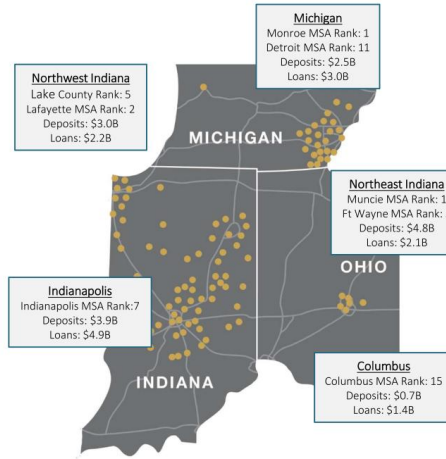 Michigan
Monroe MSA Rank: 1
Detroit MSA Rank: 11
Deposits: $2.5B
Loans: $3.0B
Northwest Indiana
Lake County Rank: 5
Lafayette MSA Rank: 2
Deposits: $3.0B
Loans: $2.2B
MICHIGAN
Northeast Indiana
Muncie MSA Rank: 1
Ft Wayne MSA Rank:
Deposits: $4.8B
Loans: $2.1B
OHIO
Indianapolis
Indianapolis MSA Rank:7
Deposits: $3.9B
Loans: $4.9B
INDIANA
Columbus
Columbus MSA Rank: 15
Deposits: $0.7B
Loans: $1.4B